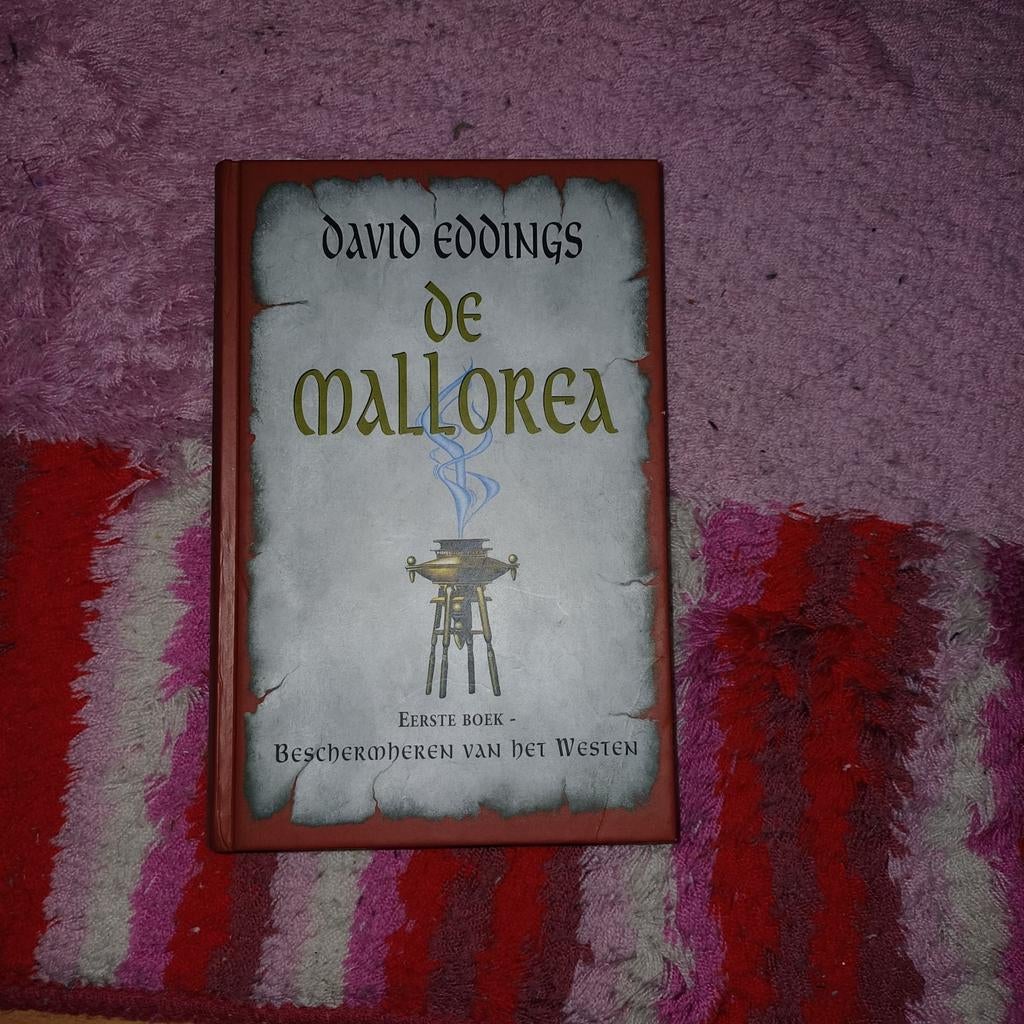 David Eddings
De
Mallorea
Eerste boek -
Beschermheren van het Westen